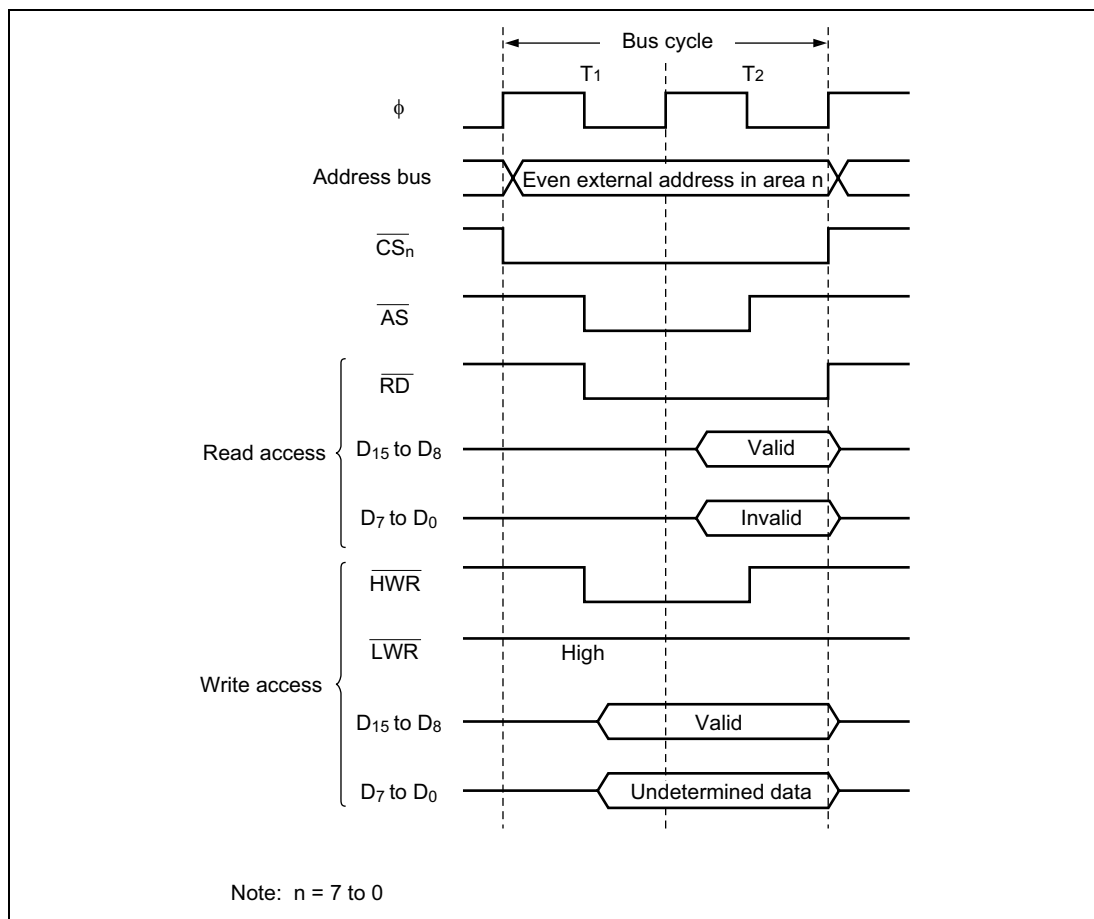 Bus cycle
T1 T2
ϕ
Address bus Even external address in area n
CSn
AS
Read access
RD
D15 to D8 Valid
D7 to D0 Invalid
Write access
HWR
LWR High
D15 to D8 Valid
D7 to D0 Undetermined data
Note: n = 7 to 0